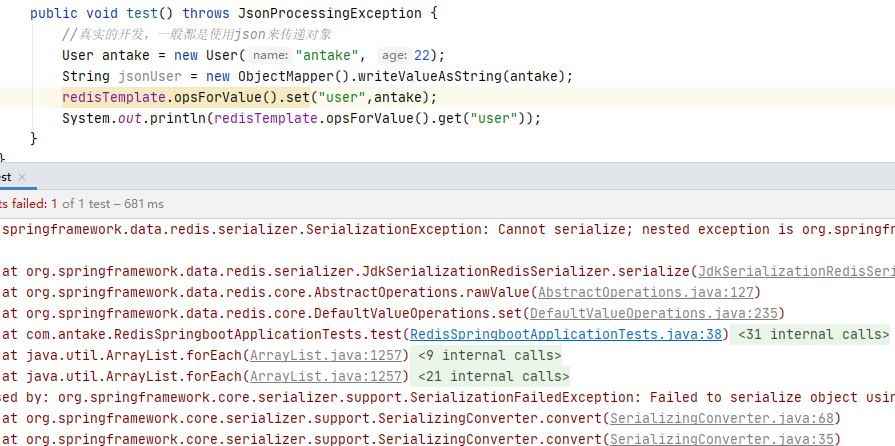 public void test() throws JsonProcessingException {
//真实的开发，一般都是使用json来传递对象
User antake = new User( name: "antake", age: 22);
String jsonUser = new ObjectMapper().writeValueAsString(antake);
redisTemplate.opsForValue().set("user",antake);
System.out.println(redisTemplate.opsForValue().get("user"));
}
}
est ×
ts failed: 1 of 1 test – 681 ms
springframework.data.redis.serializer.SerializationException: Cannot serialize; nested exception is org.springfr
at org.springframework.data.redis.serializer.JdkSerializationRedisSerializer.serialize(JdkSerializationRedisSeri
at org.springframework.data.redis.core.AbstractOperations.rawValue(AbstractOperations.java:127)
at org.springframework.data.redis.core.DefaultValueOperations.set(DefaultValueOperations.java:235)
at com.antake.RedisSpringbootApplicationTests.test(RedisSpringbootApplicationTests.java:38) <31 internal calls>
at java.util.ArrayList.forEach(ArrayList.java:1257) <9 internal calls>
at java.util.ArrayList.forEach(ArrayList.java:1257) <21 internal calls>
sed by: org.springframework.core.serializer.support.SerializationFailedException: Failed to serialize object usin
at org.springframework.core.serializer.support.SerializingConverter.convert(SerializingConverter.java:68)
at org.springframework.core.serializer.support.SerializingConverter.convert(SerializingConverter.java:35)